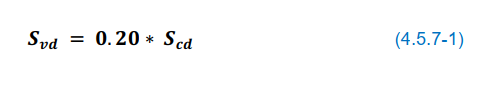 S_vd = 0.20 * S_cd (4.5.7-1)